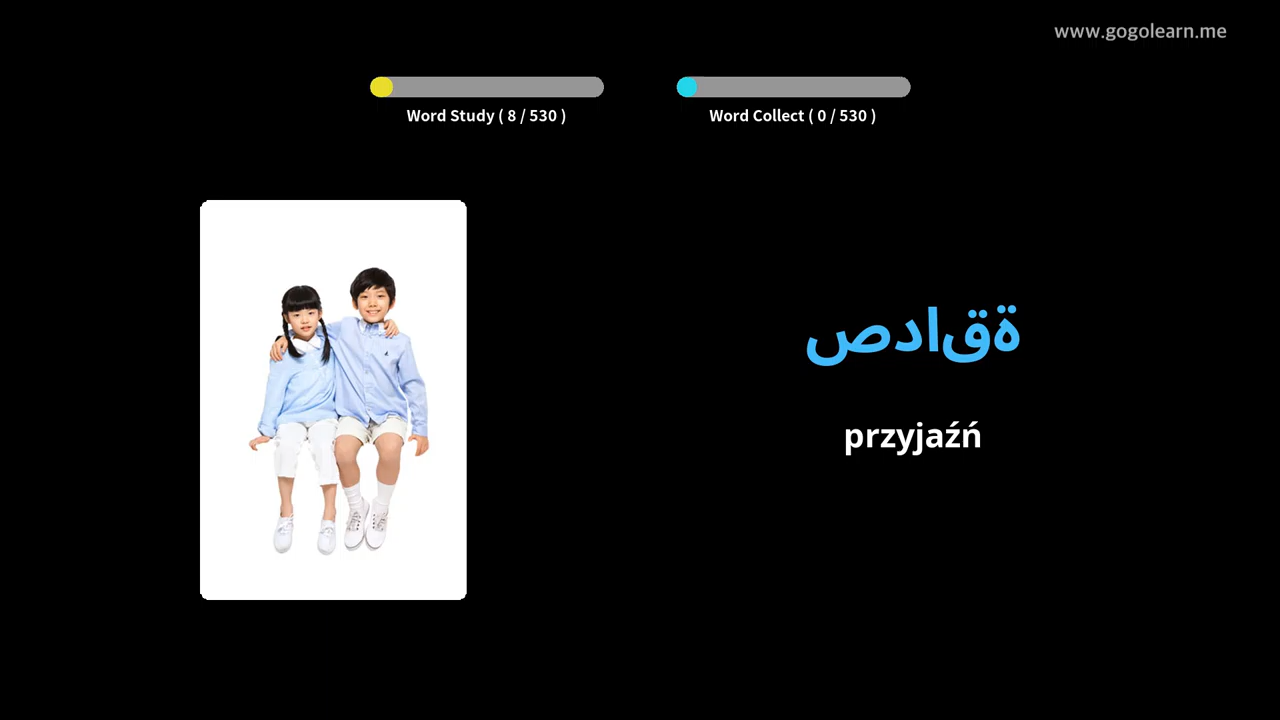 www.gogolearn.me
Word Study ( 8 / 530 )
Word Collect ( 0 / 530 )
صداقة
przyjaźń